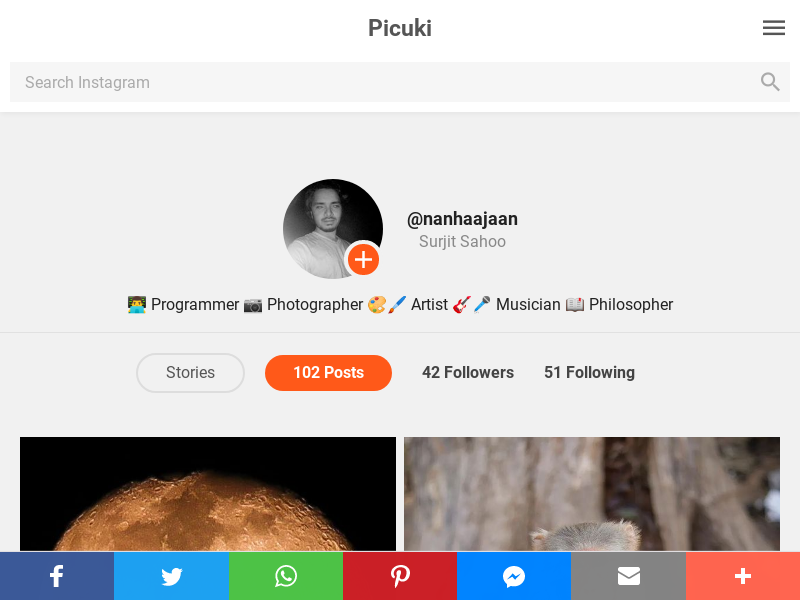 Picuki
Search Instagram
@nanhaajaan
Surjit Sahoo
👨‍💻 Programmer 📷 Photographer 🎨🖌️ Artist 🎸🎤 Musician 📖 Philosopher
Stories 102 Posts 42 Followers 51 Following